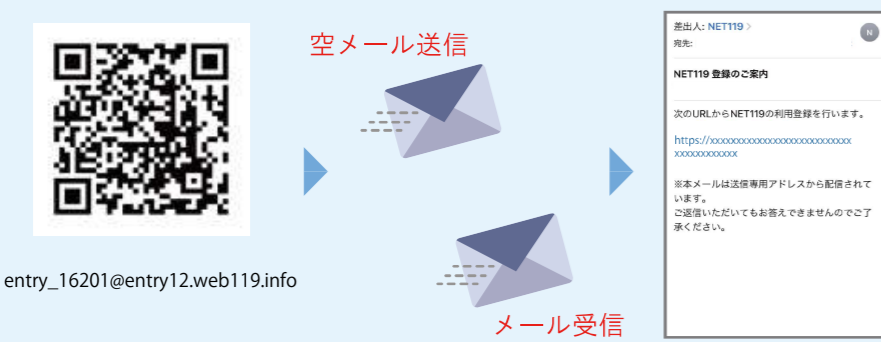 空メール送信
entry_16201@entry12.web119.info
メール受信
差出人: NET119 >
N
宛先:
NET119 登録のご案内
次のURLからNET119の利用登録を行います。
https://xxxxxxxxxxxxxxxxxxxxxxxxxx
xxxxxxxxxxxx
※本メールは送信専用アドレスから配信されて
います。
ご返信いただいてもお答えできませんのでご了
承ください。